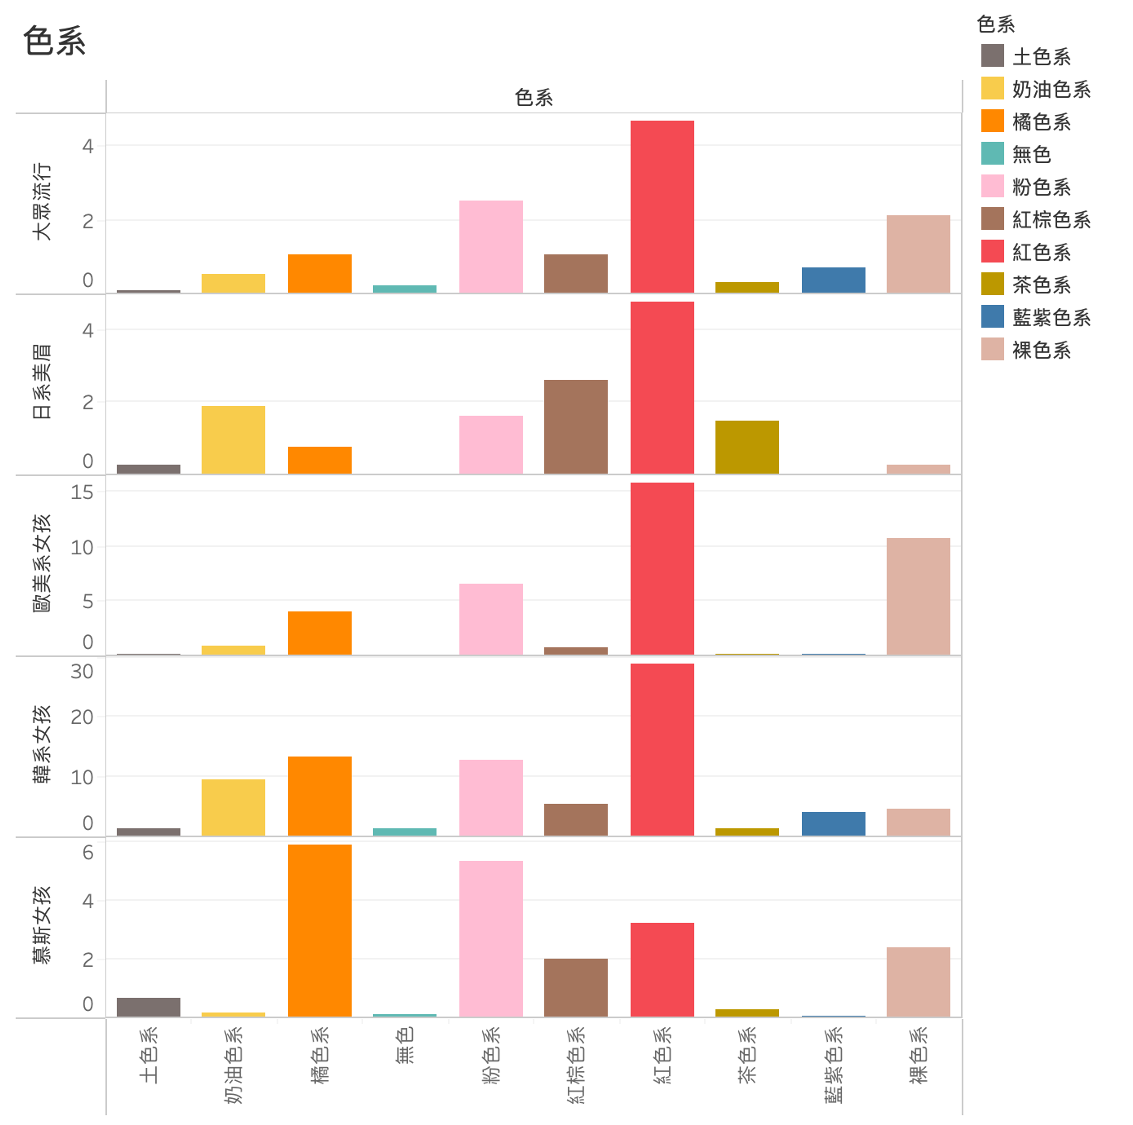 色系
色系
大眾流行
4
2
0
日系美眉
4
2
0
歐美系女孩
15
10
5
0
韓系女孩
30
20
10
0
慕斯女孩
6
4
2
0
土色系
奶油色系
橘色系
無色
粉色系
紅棕色系
紅色系
茶色系
藍紫色系
裸色系
色系
土色系
奶油色系
橘色系
無色
粉色系
紅棕色系
紅色系
茶色系
藍紫色系
裸色系